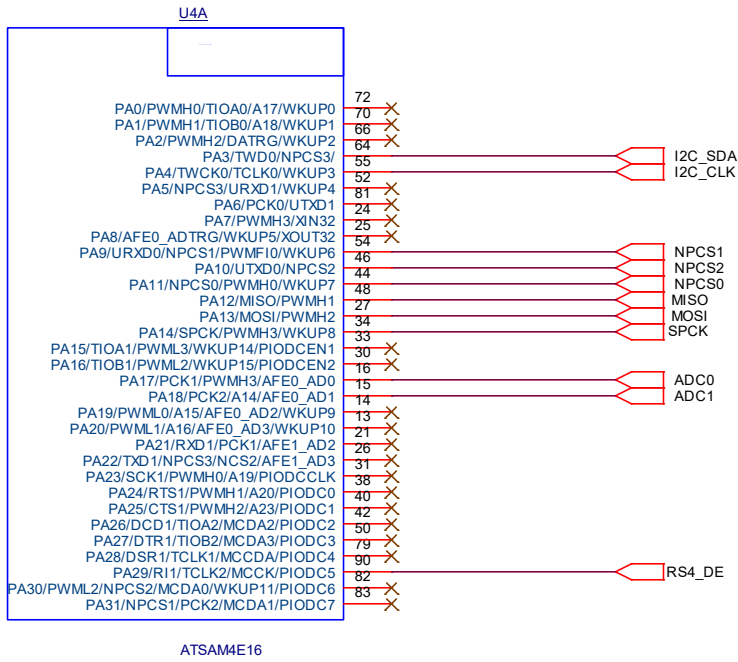 U4A
PA0/PWMH0/TIOA0/A17/WKUP0 72
PA1/PWMH1/TIOB0/A18/WKUP1 70
PA2/PWMH2/DATRG/WKUP2 66
PA3/TWD0/NPCS3/ 64 I2C_SDA
PA4/TWCK0/TCLK0/WKUP3 55 I2C_CLK
PA5/NPCS3/URXD1/WKUP4 52
PA6/PCK0/UTXD1 81
PA7/PWMH3/XIN32 24
PA8/AFE0_ADTRG/WKUP5/XOUT32 25
PA9/URXD0/NPCS1/PWMFI0/WKUP6 54 NPCS1
PA10/UTXD0/NPCS2 46 NPCS2
PA11/NPCS0/PWMH0/WKUP7 44 NPCS0
PA12/MISO/PWMH1 48 MISO
PA13/MOSI/PWMH2 27 MOSI
PA14/SPCK/PWMH3/WKUP8 34 SPCK
PA15/TIOA1/PWML3/WKUP14/PIODCEN1 33
PA16/TIOB1/PWML2/WKUP15/PIODCEN2 30
PA17/PCK1/PWMH3/AFE0_AD0 16 ADC0
PA18/PCK2/A14/AFE0_AD1 15 ADC1
PA19/PWML0/A15/AFE0_AD2/WKUP9 14
PA20/PWML1/A16/AFE0_AD3/WKUP10 13
PA21/RXD1/PCK1/AFE1_AD2 21
PA22/TXD1/NPCS3/NCS2/AFE1_AD3 26
PA23/SCK1/PWMH0/A19/PIODCCLK 31
PA24/RTS1/PWMH1/A20/PIODC0 38
PA25/CTS1/PWMH2/A23/PIODC1 40
PA26/DCD1/TIOA2/MCDA2/PIODC2 42
PA27/DTR1/TIOB2/MCDA3/PIODC3 50
PA28/DSR1/TCLK1/MCCDA/PIODC4 79
PA29/RI1/TCLK2/MCCK/PIODC5 90 RS4_DE
PA30/PWML2/NPCS2/MCDA0/WKUP11/PIODC6 82
PA31/NPCS1/PCK2/MCDA1/PIODC7 83
ATSAM4E16